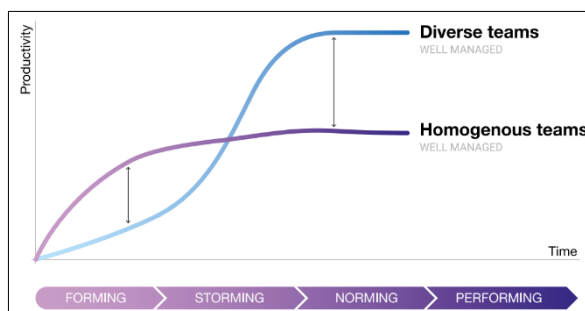 Productivity
Diverse teams
WELL MANAGED
Homogenous teams
WELL MANAGED
Time
FORMING
STORMING
NORMING
PERFORMING